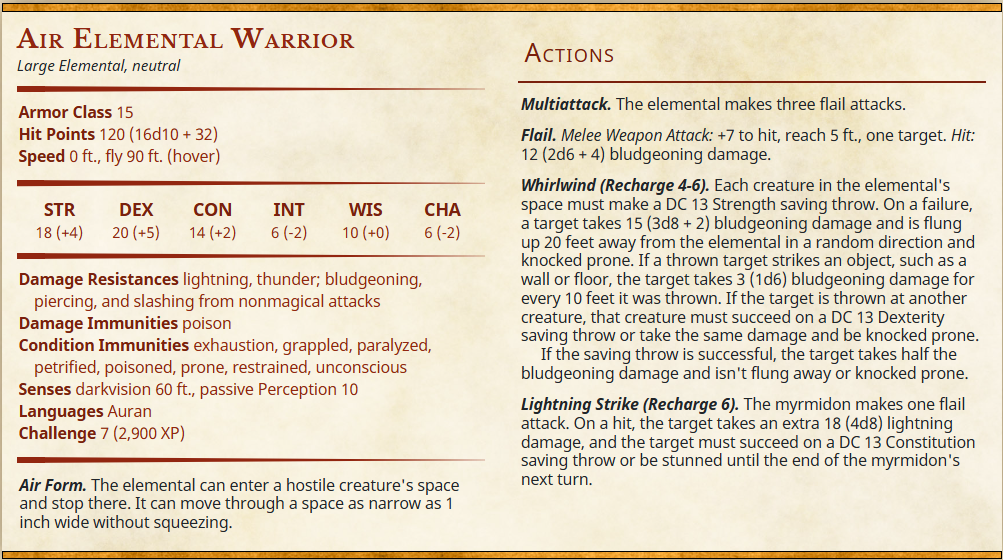 Air Elemental Warrior
Large Elemental, neutral
Armor Class 15
Hit Points 120 (16d10 + 32)
Speed 0 ft., fly 90 ft. (hover)
STR DEX CON INT WIS CHA
18 (+4) 20 (+5) 14 (+2) 6 (-2) 10 (+0) 6 (-2)
Damage Resistances lightning, thunder; bludgeoning,
piercing, and slashing from nonmagical attacks
Damage Immunities poison
Condition Immunities exhaustion, grappled, paralyzed,
petrified, poisoned, prone, restrained, unconscious
Senses darkvision 60 ft., passive Perception 10
Languages Auran
Challenge 7 (2,900 XP)
Air Form. The elemental can enter a hostile creature's space
and stop there. It can move through a space as narrow as 1
inch wide without squeezing.
Actions
Multiattack. The elemental makes three flail attacks.
Flail. Melee Weapon Attack: +7 to hit, reach 5 ft., one target. Hit:
12 (2d6 + 4) bludgeoning damage.
Whirlwind (Recharge 4-6). Each creature in the elemental's
space must make a DC 13 Strength saving throw. On a failure,
a target takes 15 (3d8 + 2) bludgeoning damage and is flung
up 20 feet away from the elemental in a random direction and
knocked prone. If a thrown target strikes an object, such as a
wall or floor, the target takes 3 (1d6) bludgeoning damage for
every 10 feet it was thrown. If the target is thrown at another
creature, that creature must succeed on a DC 13 Dexterity
saving throw or take the same damage and be knocked prone.
If the saving throw is successful, the target takes half the
bludgeoning damage and isn't flung away or knocked prone.
Lightning Strike (Recharge 6). The myrmidon makes one flail
attack. On a hit, the target takes an extra 18 (4d8) lightning
damage, and the target must succeed on a DC 13 Constitution
saving throw or be stunned until the end of the myrmidon's
next turn.